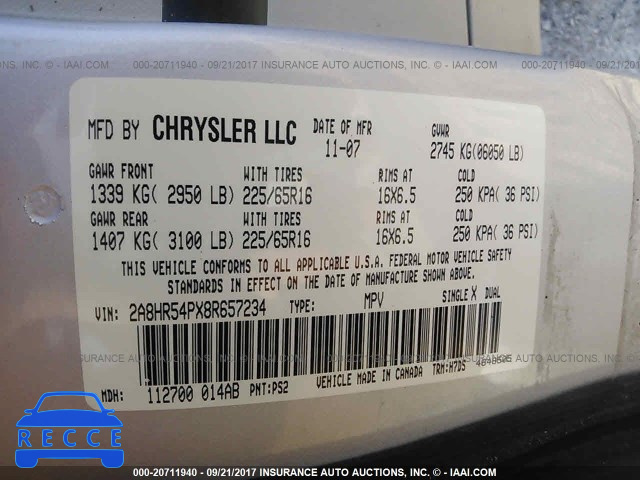 000-20711940 - 09/21/2017 INSURANCE AUTO AUCTIONS, INC. - © IAAI.COM
MFD BY CHRYSLER LLC DATE OF MFR GVWR
11-07 2745 KG(06050 LB)
GAWR FRONT WITH TIRES RIMS AT COLD
1339 KG( 2950 LB) 225/65R16 16X6.5 250 KPA( 36 PSI)
GAWR REAR WITH TIRES RIMS AT COLD
1407 KG( 3100 LB) 225/65R16 16X6.5 250 KPA( 36 PSI)
THIS VEHICLE CONFORMS TO ALL APPLICABLE U.S.A. FEDERAL MOTOR VEHICLE SAFETY
STANDARDS IN EFFECT ON THE DATE OF MANUFACTURE SHOWN ABOVE.
VIN: 2A8HR54PX8R657234 TYPE: MPV SINGLE X DUAL
MDH: 112700 014AB PNT:PS2 VEHICLE MADE IN CANADA TRM:H7D5
RECCE
000-20711940 - 09/21/2017 INSURANCE AUTO AUCTIONS, INC. - © IAAI.COM